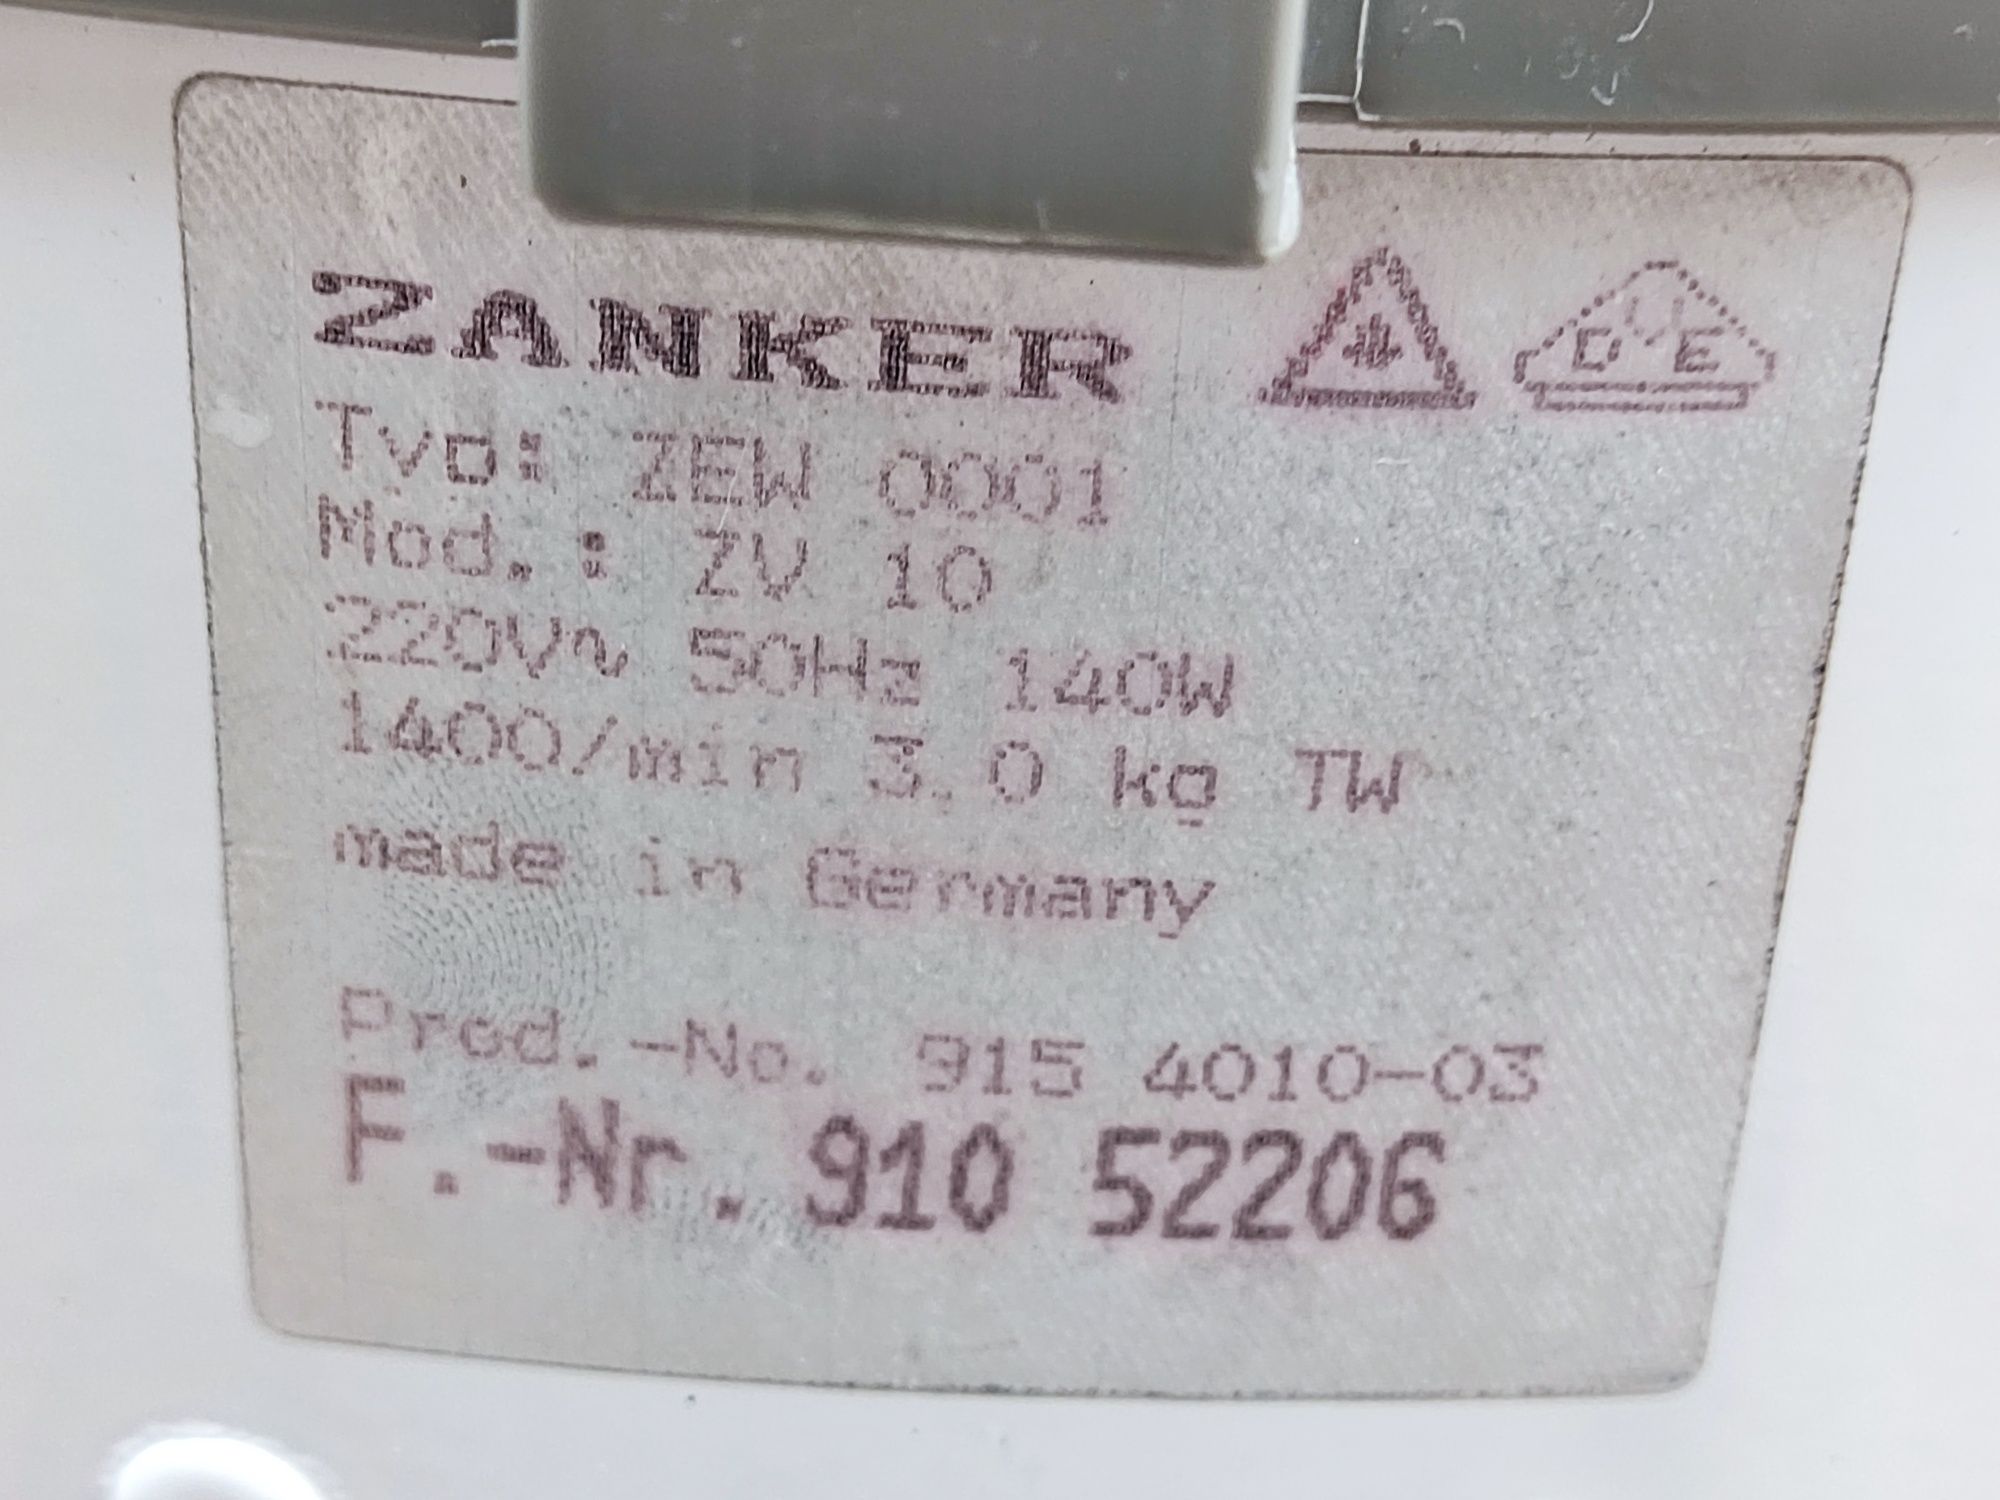 ZANKER
D V E
Typ: ZEW 0001
Mod.: ZV 10
220V~ 50Hz 140W
1400/min 3.0 kg TW
made in Germany
Prod.-No. 915 4010-03
F.-Nr. 910 52206